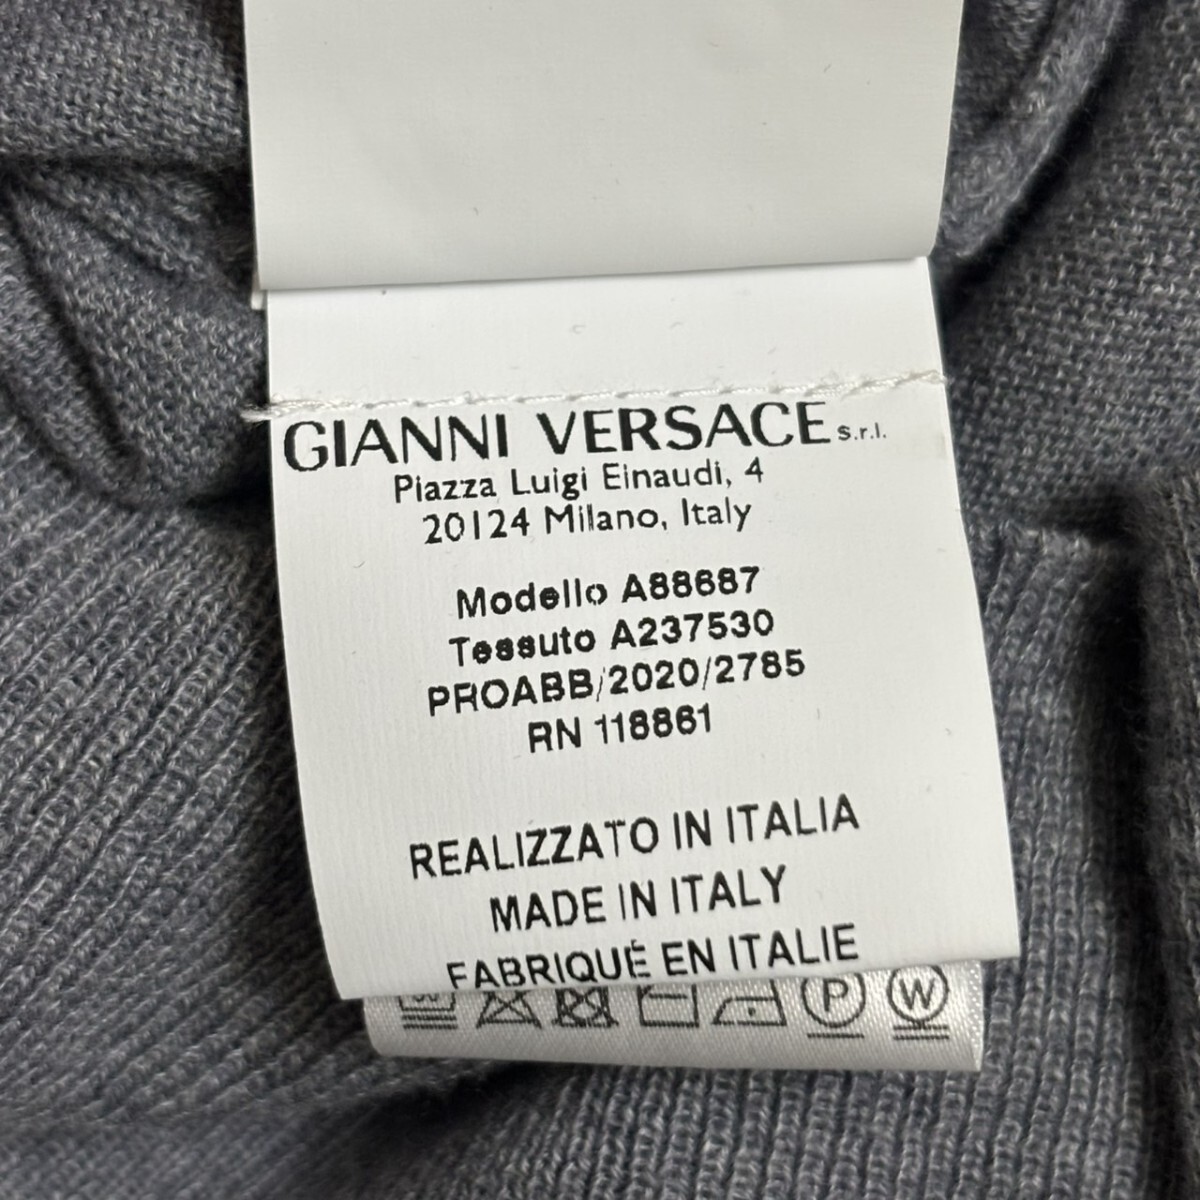 GIANNI VERSACE s.r.l.
Piazza Luigi Einaudi, 4
20124 Milano, Italy
Modello A88687
Tessuto A237530
PROABB/2020/2785
RN 118861
REALIZZATO IN ITALIA
MADE IN ITALY
FABRIQUÉ EN ITALIE
P W